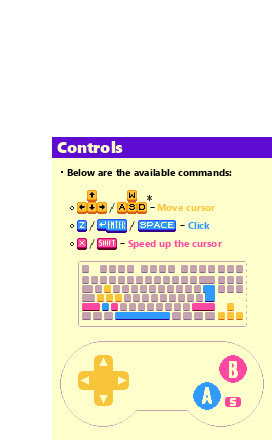 Controls
• Below are the available commands:
W
/ A S D * – Move cursor
Z / ENTER / SPACE – Click
X / SHIFT – Speed up the cursor
B
A S